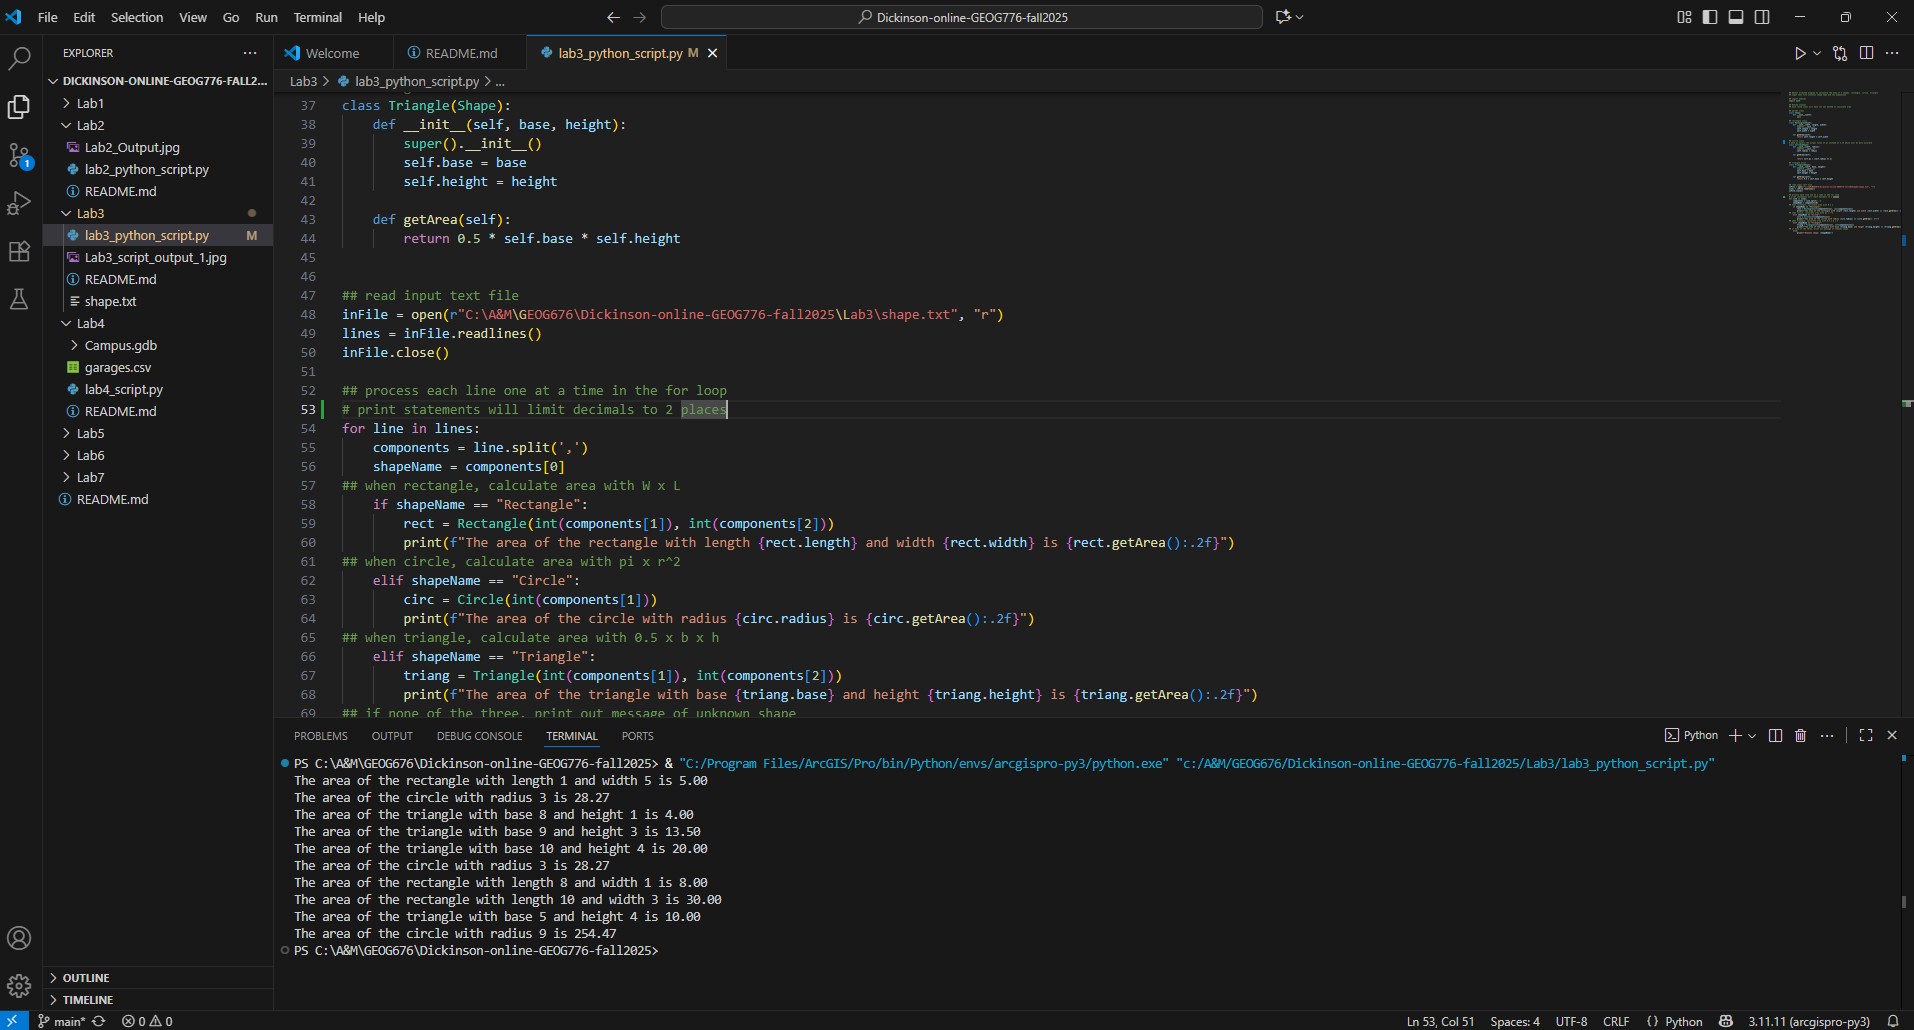 File Edit Selection View Go Run Terminal Help
Dickinson-online-GEOG776-fall2025
EXPLORER
DICKINSON-ONLINE-GEOG776-FALL2...
Lab1
Lab2
Lab2_Output.jpg
lab2_python_script.py
README.md
Lab3
lab3_python_script.py M
Lab3_script_output_1.jpg
README.md
shape.txt
Lab4
Campus.gdb
garages.csv
lab4_script.py
README.md
Lab5
Lab6
Lab7
README.md
OUTLINE
TIMELINE
1
Welcome README.md lab3_python_script.py M
Lab3 > lab3_python_script.py > ...
37 class Triangle(Shape):
38     def __init__(self, base, height):
39         super().__init__()
40         self.base = base
41         self.height = height
42
43     def getArea(self):
44         return 0.5 * self.base * self.height
45
46
47 ## read input text file
48 inFile = open(r"C:\A&M\GEOG676\Dickinson-online-GEOG776-fall2025\Lab3\shape.txt", "r")
49 lines = inFile.readlines()
50 inFile.close()
51
52 ## process each line one at a time in the for loop
53 # print statements will limit decimals to 2 places
54 for line in lines:
55     components = line.split(',')
56     shapeName = components[0]
57 ## when rectangle, calculate area with W x L
58     if shapeName == "Rectangle":
59         rect = Rectangle(int(components[1]), int(components[2]))
60         print(f"The area of the rectangle with length {rect.length} and width {rect.width} is {rect.getArea():.2f}")
61 ## when circle, calculate area with pi x r^2
62     elif shapeName == "Circle":
63         circ = Circle(int(components[1]))
64         print(f"The area of the circle with radius {circ.radius} is {circ.getArea():.2f}")
65 ## when triangle, calculate area with 0.5 x b x h
66     elif shapeName == "Triangle":
67         triang = Triangle(int(components[1]), int(components[2]))
68         print(f"The area of the triangle with base {triang.base} and height {triang.height} is {triang.getArea():.2f}")
69 ## if none of the three, print out message of unknown shape
PROBLEMS OUTPUT DEBUG CONSOLE TERMINAL PORTS
Python
PS C:\A&M\GEOG676\Dickinson-online-GEOG776-fall2025> & "C:/Program Files/ArcGIS/Pro/bin/Python/envs/arcgispro-py3/python.exe" "c:/A&M/GEOG676/Dickinson-online-GEOG776-fall2025/Lab3/lab3_python_script.py"
The area of the rectangle with length 1 and width 5 is 5.00
The area of the circle with radius 3 is 28.27
The area of the triangle with base 8 and height 1 is 4.00
The area of the triangle with base 9 and height 3 is 13.50
The area of the triangle with base 10 and height 4 is 20.00
The area of the circle with radius 3 is 28.27
The area of the rectangle with length 8 and width 1 is 8.00
The area of the rectangle with length 10 and width 3 is 30.00
The area of the triangle with base 5 and height 4 is 10.00
The area of the circle with radius 9 is 254.47
PS C:\A&M\GEOG676\Dickinson-online-GEOG776-fall2025>
main* 0 0 Ln 53, Col 51 Spaces: 4 UTF-8 CRLF {} Python 3.11.11 (arcgispro-py3)